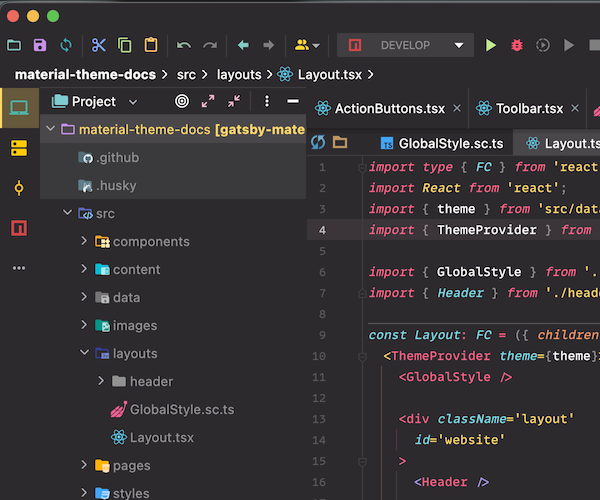 DEVELOP
material-theme-docs > src > layouts > Layout.tsx >
Project
ActionButtons.tsx Toolbar.tsx
material-theme-docs [gatsby-mate
GlobalStyle.sc.ts Layout.ts
.github
.husky
src
components
content
data
images
layouts
header
GlobalStyle.sc.ts
Layout.tsx
pages
styles
1 import type { FC } from 'react
2 import React from 'react';
3 import { theme } from 'src/data
4 import { ThemeProvider } from
5
6 import { GlobalStyle } from '.
7 import { Header } from './heade
8
9 const Layout: FC = ({ children
10 <ThemeProvider theme={theme}>
11 <GlobalStyle />
12
13 <div className='layout'
14 id='website'
15 >
16 <Header />